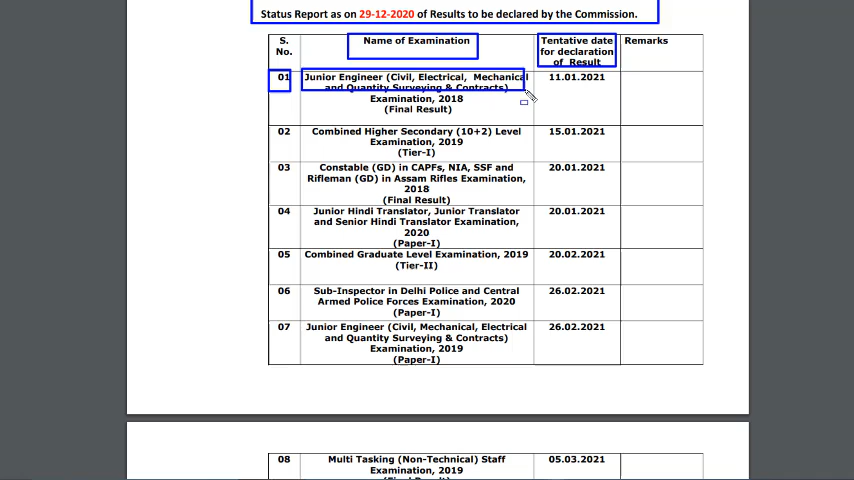 Status Report as on 29-12-2020 of Results to be declared by the Commission.
S. No. Name of Examination Tentative date for declaration of Result Remarks
01 Junior Engineer (Civil, Electrical, Mechanical 11.01.2021
and Quantity Surveying & Contracts)
Examination, 2018
(Final Result)
02 Combined Higher Secondary (10+2) Level 15.01.2021
Examination, 2019
(Tier-I)
03 Constable (GD) in CAPFs, NIA, SSF and 20.01.2021
Rifleman (GD) in Assam Rifles Examination,
2018
(Final Result)
04 Junior Hindi Translator, Junior Translator 20.01.2021
and Senior Hindi Translator Examination,
2020
(Paper-I)
05 Combined Graduate Level Examination, 2019 20.02.2021
(Tier-II)
06 Sub-Inspector in Delhi Police and Central 26.02.2021
Armed Police Forces Examination, 2020
(Paper-I)
07 Junior Engineer (Civil, Mechanical, Electrical 26.02.2021
and Quantity Surveying & Contracts)
Examination, 2019
(Paper-I)
08 Multi Tasking (Non-Technical) Staff 05.03.2021
Examination, 2019